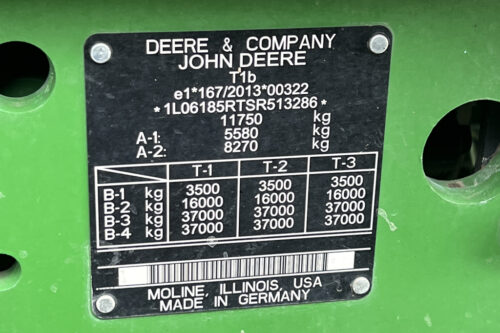 DEERE & COMPANY
JOHN DEERE
T1b
e1*167/2013*00322
*1L06185RTSR513286*
11750 kg
A-1: 5580 kg
A-2: 8270 kg
T-1 T-2 T-3
B-1 kg 3500 3500 3500
B-2 kg 16000 16000 16000
B-3 kg 37000 37000 37000
B-4 kg 37000 37000 37000
MOLINE, ILLINOIS, USA
MADE IN GERMANY